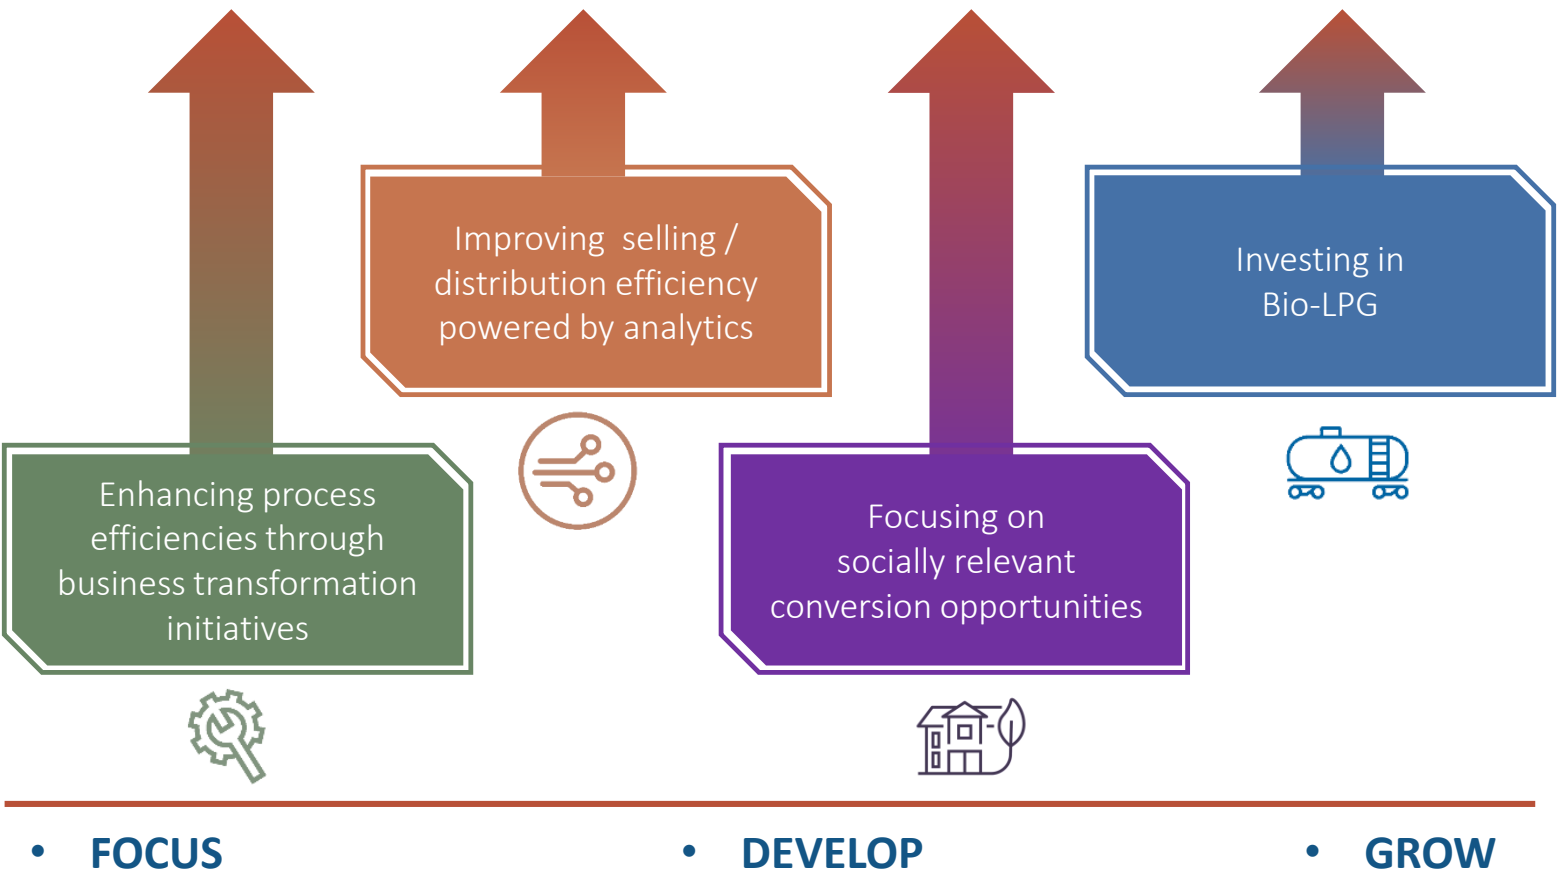 Improving  selling /
distribution efficiency
powered by analytics
Investing in
Bio-LPG
Enhancing process
efficiencies through
business transformation
initiatives
Focusing on
socially relevant
conversion opportunities
• FOCUS
• DEVELOP
• GROW